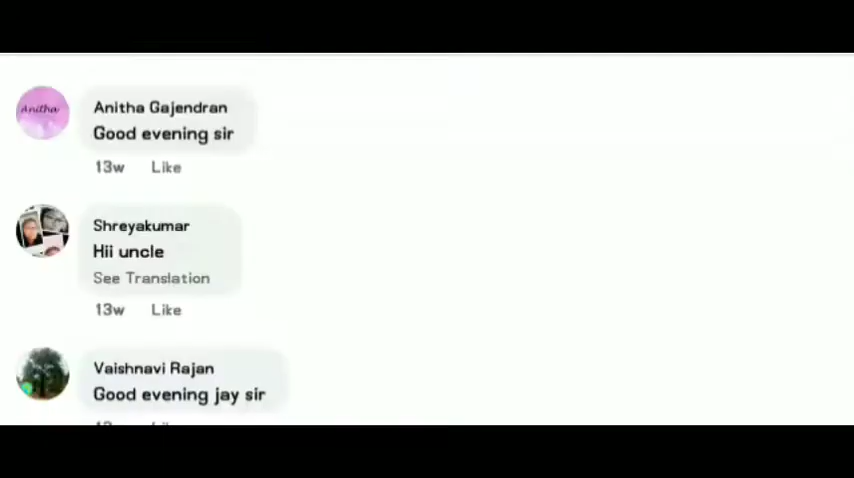 Anitha
Anitha Gajendran
Good evening sir
13w Like
Shreyakumar
Hii uncle
See Translation
13w Like
Vaishnavi Rajan
Good evening jay sir